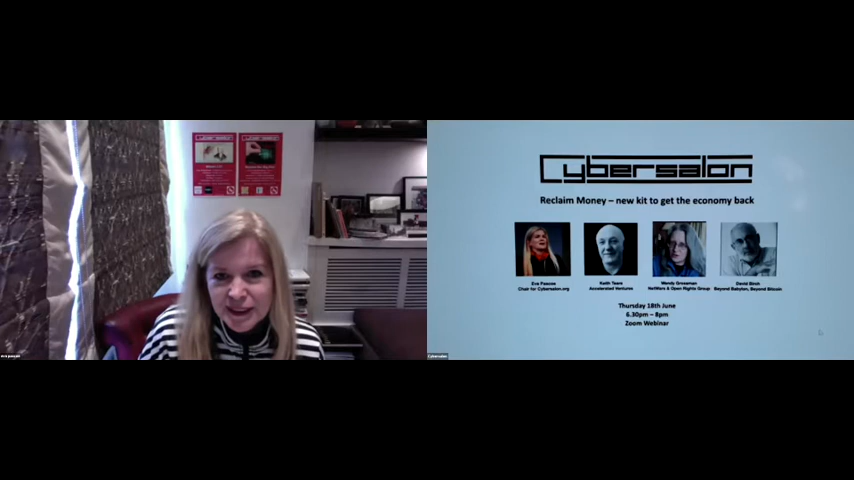 Cybersalon
Reclaim Money – new kit to get the economy back
Eva Pascoe
Chair for Cybersalon.org
Keith Teare
Accelerated Ventures
Wendy Grossman
NetWars & Open Rights Group
David Birch
Beyond Babylon, Beyond Bitcoin
Thursday 18th June
6.30pm – 8pm
Zoom Webinar
Cybersalon